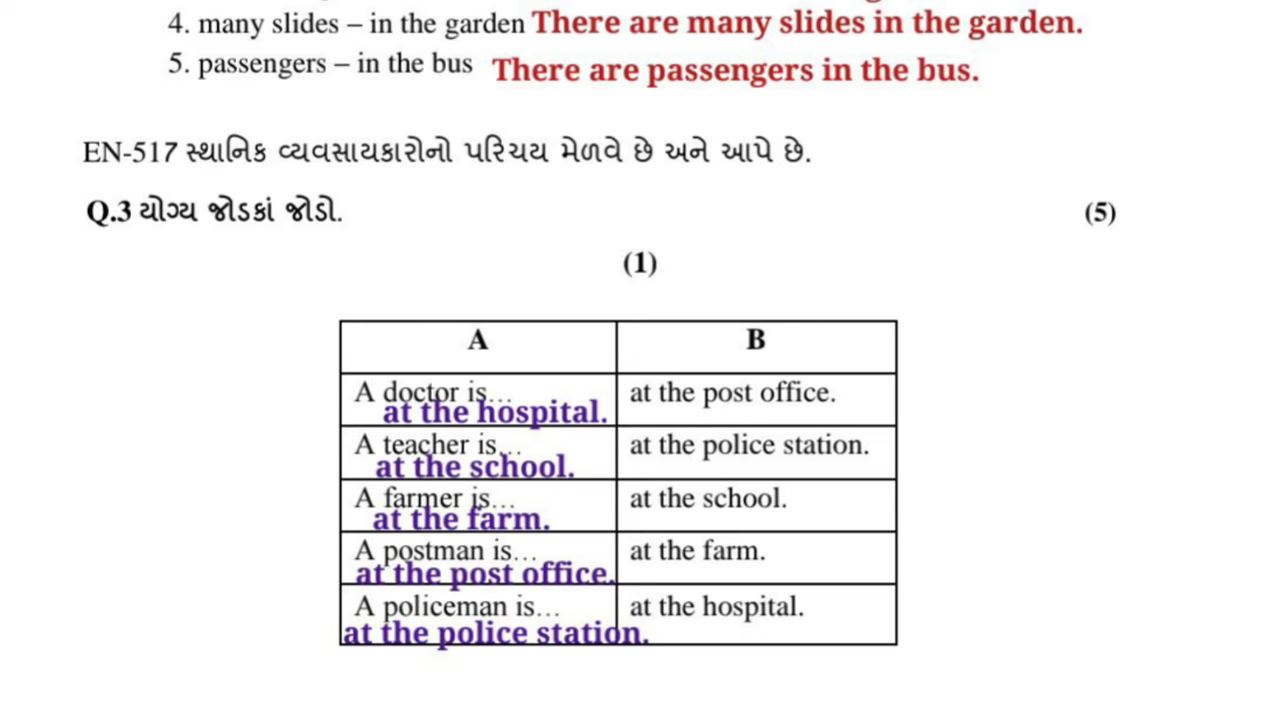 4. many slides – in the garden There are many slides in the garden.
5. passengers – in the bus There are passengers in the bus.
EN-517 સ્થાનિક વ્યવસાયકારોનો પરિચય મેળવે છે અને આપે છે.
Q.3 યોગ્ય જોડકાં જોડો. (5)
(1)
A B
A doctor is… at the post office.
at the hospital.
A teacher is… at the police station.
at the school.
A farmer is… at the school.
at the farm.
A postman is… at the farm.
at the post office.
A policeman is… at the hospital.
at the police station.